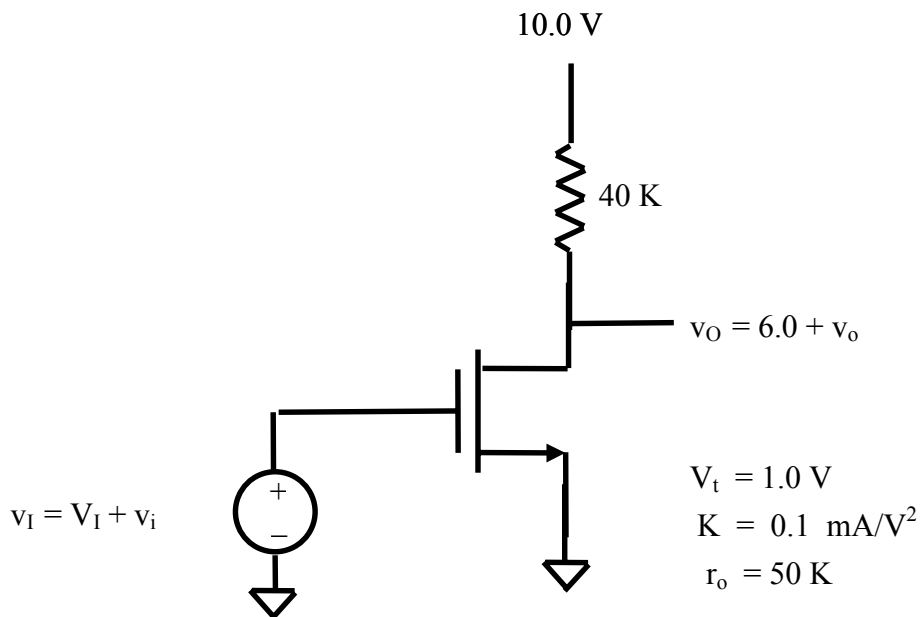 10.0 V
40 K
v_O = 6.0 + v_o
+
–
v_I = V_I + v_i
V_t = 1.0 V
K = 0.1 mA/V²
r_o = 50 K